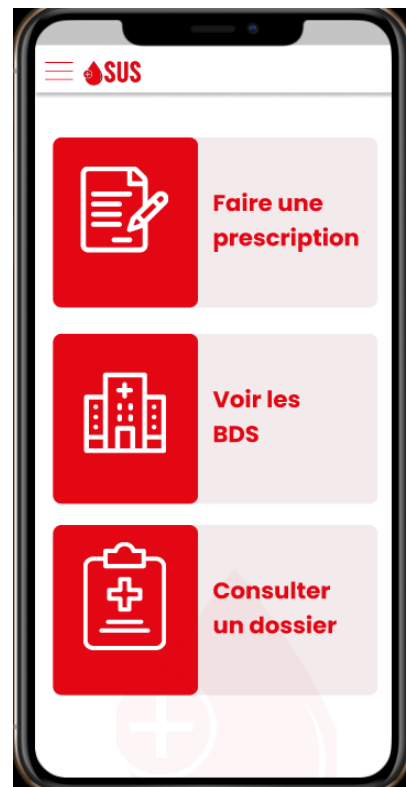 SUS
Faire une
prescription
Voir les
BDS
Consulter
un dossier